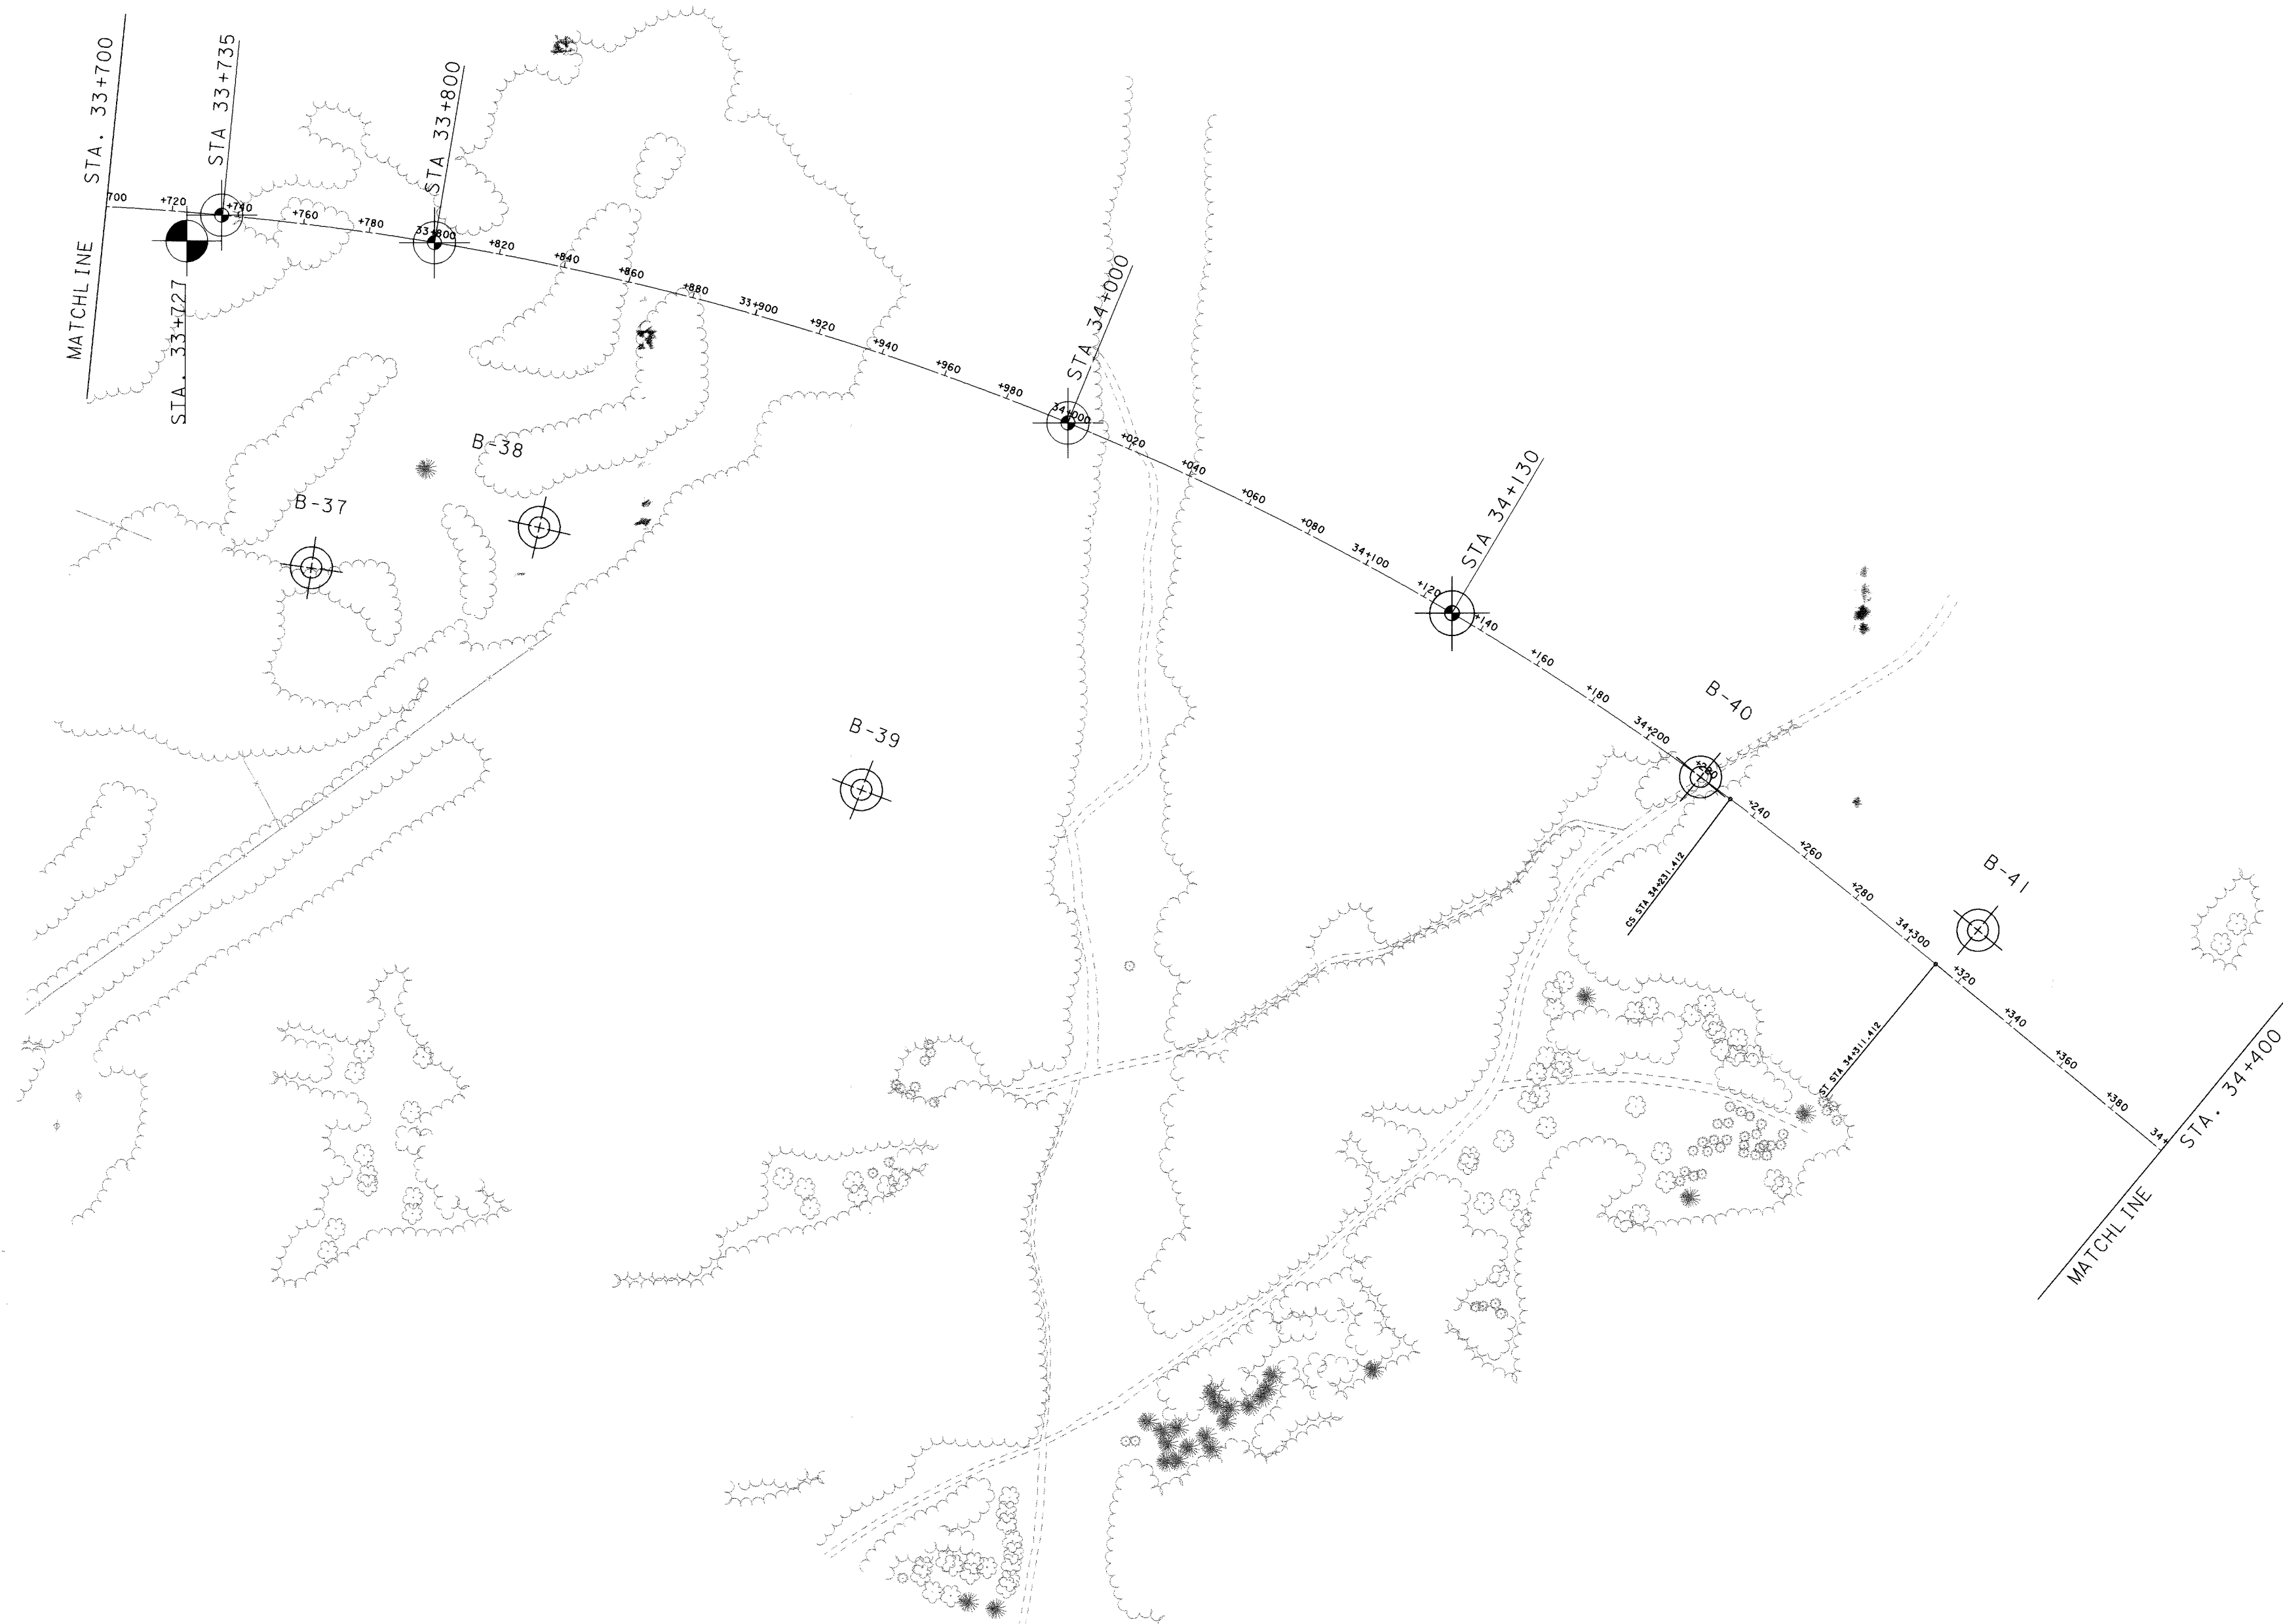 MATCHLINE STA. 33+700
STA 33+735
STA. 33+727
STA 33+800
STA 34+000
STA 34+130
700
+720
+740
+760
+780
33+800
+820
+840
+860
+880
33+900
+920
+940
+960
+980
34+000
+020
+040
+060
+080
34+100
+120
+140
+160
+180
34+200
+220
+240
+260
+280
34+300
+320
+340
+360
+380
34+
B-37
B-38
B-39
B-40
B-41
CS STA 34+231.412
ST STA 34+311.412
MATCHLINE STA. 34+400